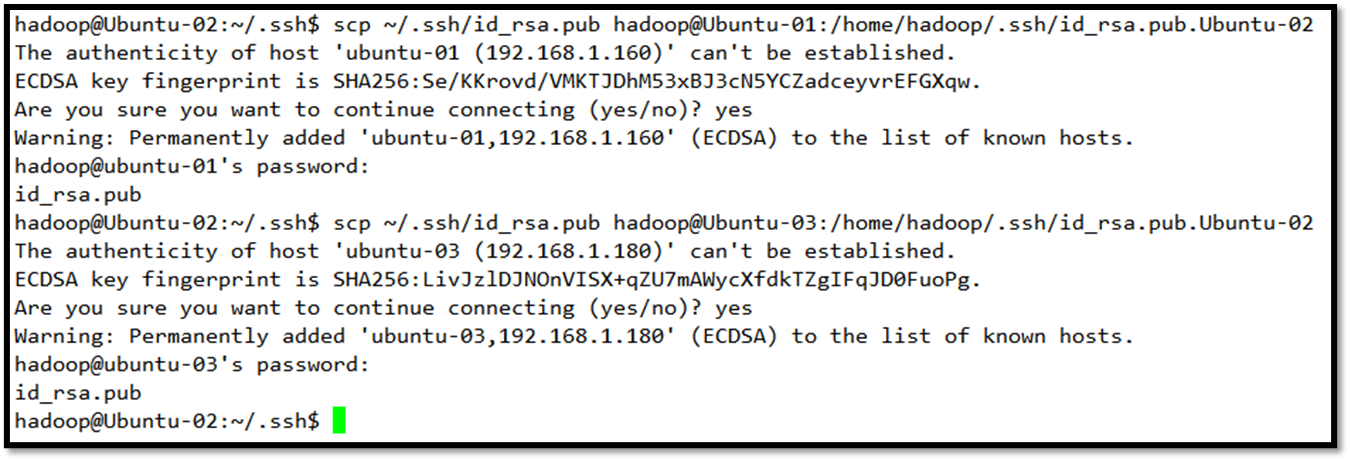 hadoop@Ubuntu-02:~/.ssh$ scp ~/.ssh/id_rsa.pub hadoop@Ubuntu-01:/home/hadoop/.ssh/id_rsa.pub.Ubuntu-02
The authenticity of host 'ubuntu-01 (192.168.1.160)' can't be established.
ECDSA key fingerprint is SHA256:Se/KKrovd/VMKTJDhM53xBJ3cN5YCZadceyvrEFGXqw.
Are you sure you want to continue connecting (yes/no)? yes
Warning: Permanently added 'ubuntu-01,192.168.1.160' (ECDSA) to the list of known hosts.
hadoop@ubuntu-01's password:
id_rsa.pub
hadoop@Ubuntu-02:~/.ssh$ scp ~/.ssh/id_rsa.pub hadoop@Ubuntu-03:/home/hadoop/.ssh/id_rsa.pub.Ubuntu-02
The authenticity of host 'ubuntu-03 (192.168.1.180)' can't be established.
ECDSA key fingerprint is SHA256:LivJzlDJNOnVISX+qZU7mAWycXfdkTZgIFqJD0FuoPg.
Are you sure you want to continue connecting (yes/no)? yes
Warning: Permanently added 'ubuntu-03,192.168.1.180' (ECDSA) to the list of known hosts.
hadoop@ubuntu-03's password:
id_rsa.pub
hadoop@Ubuntu-02:~/.ssh$